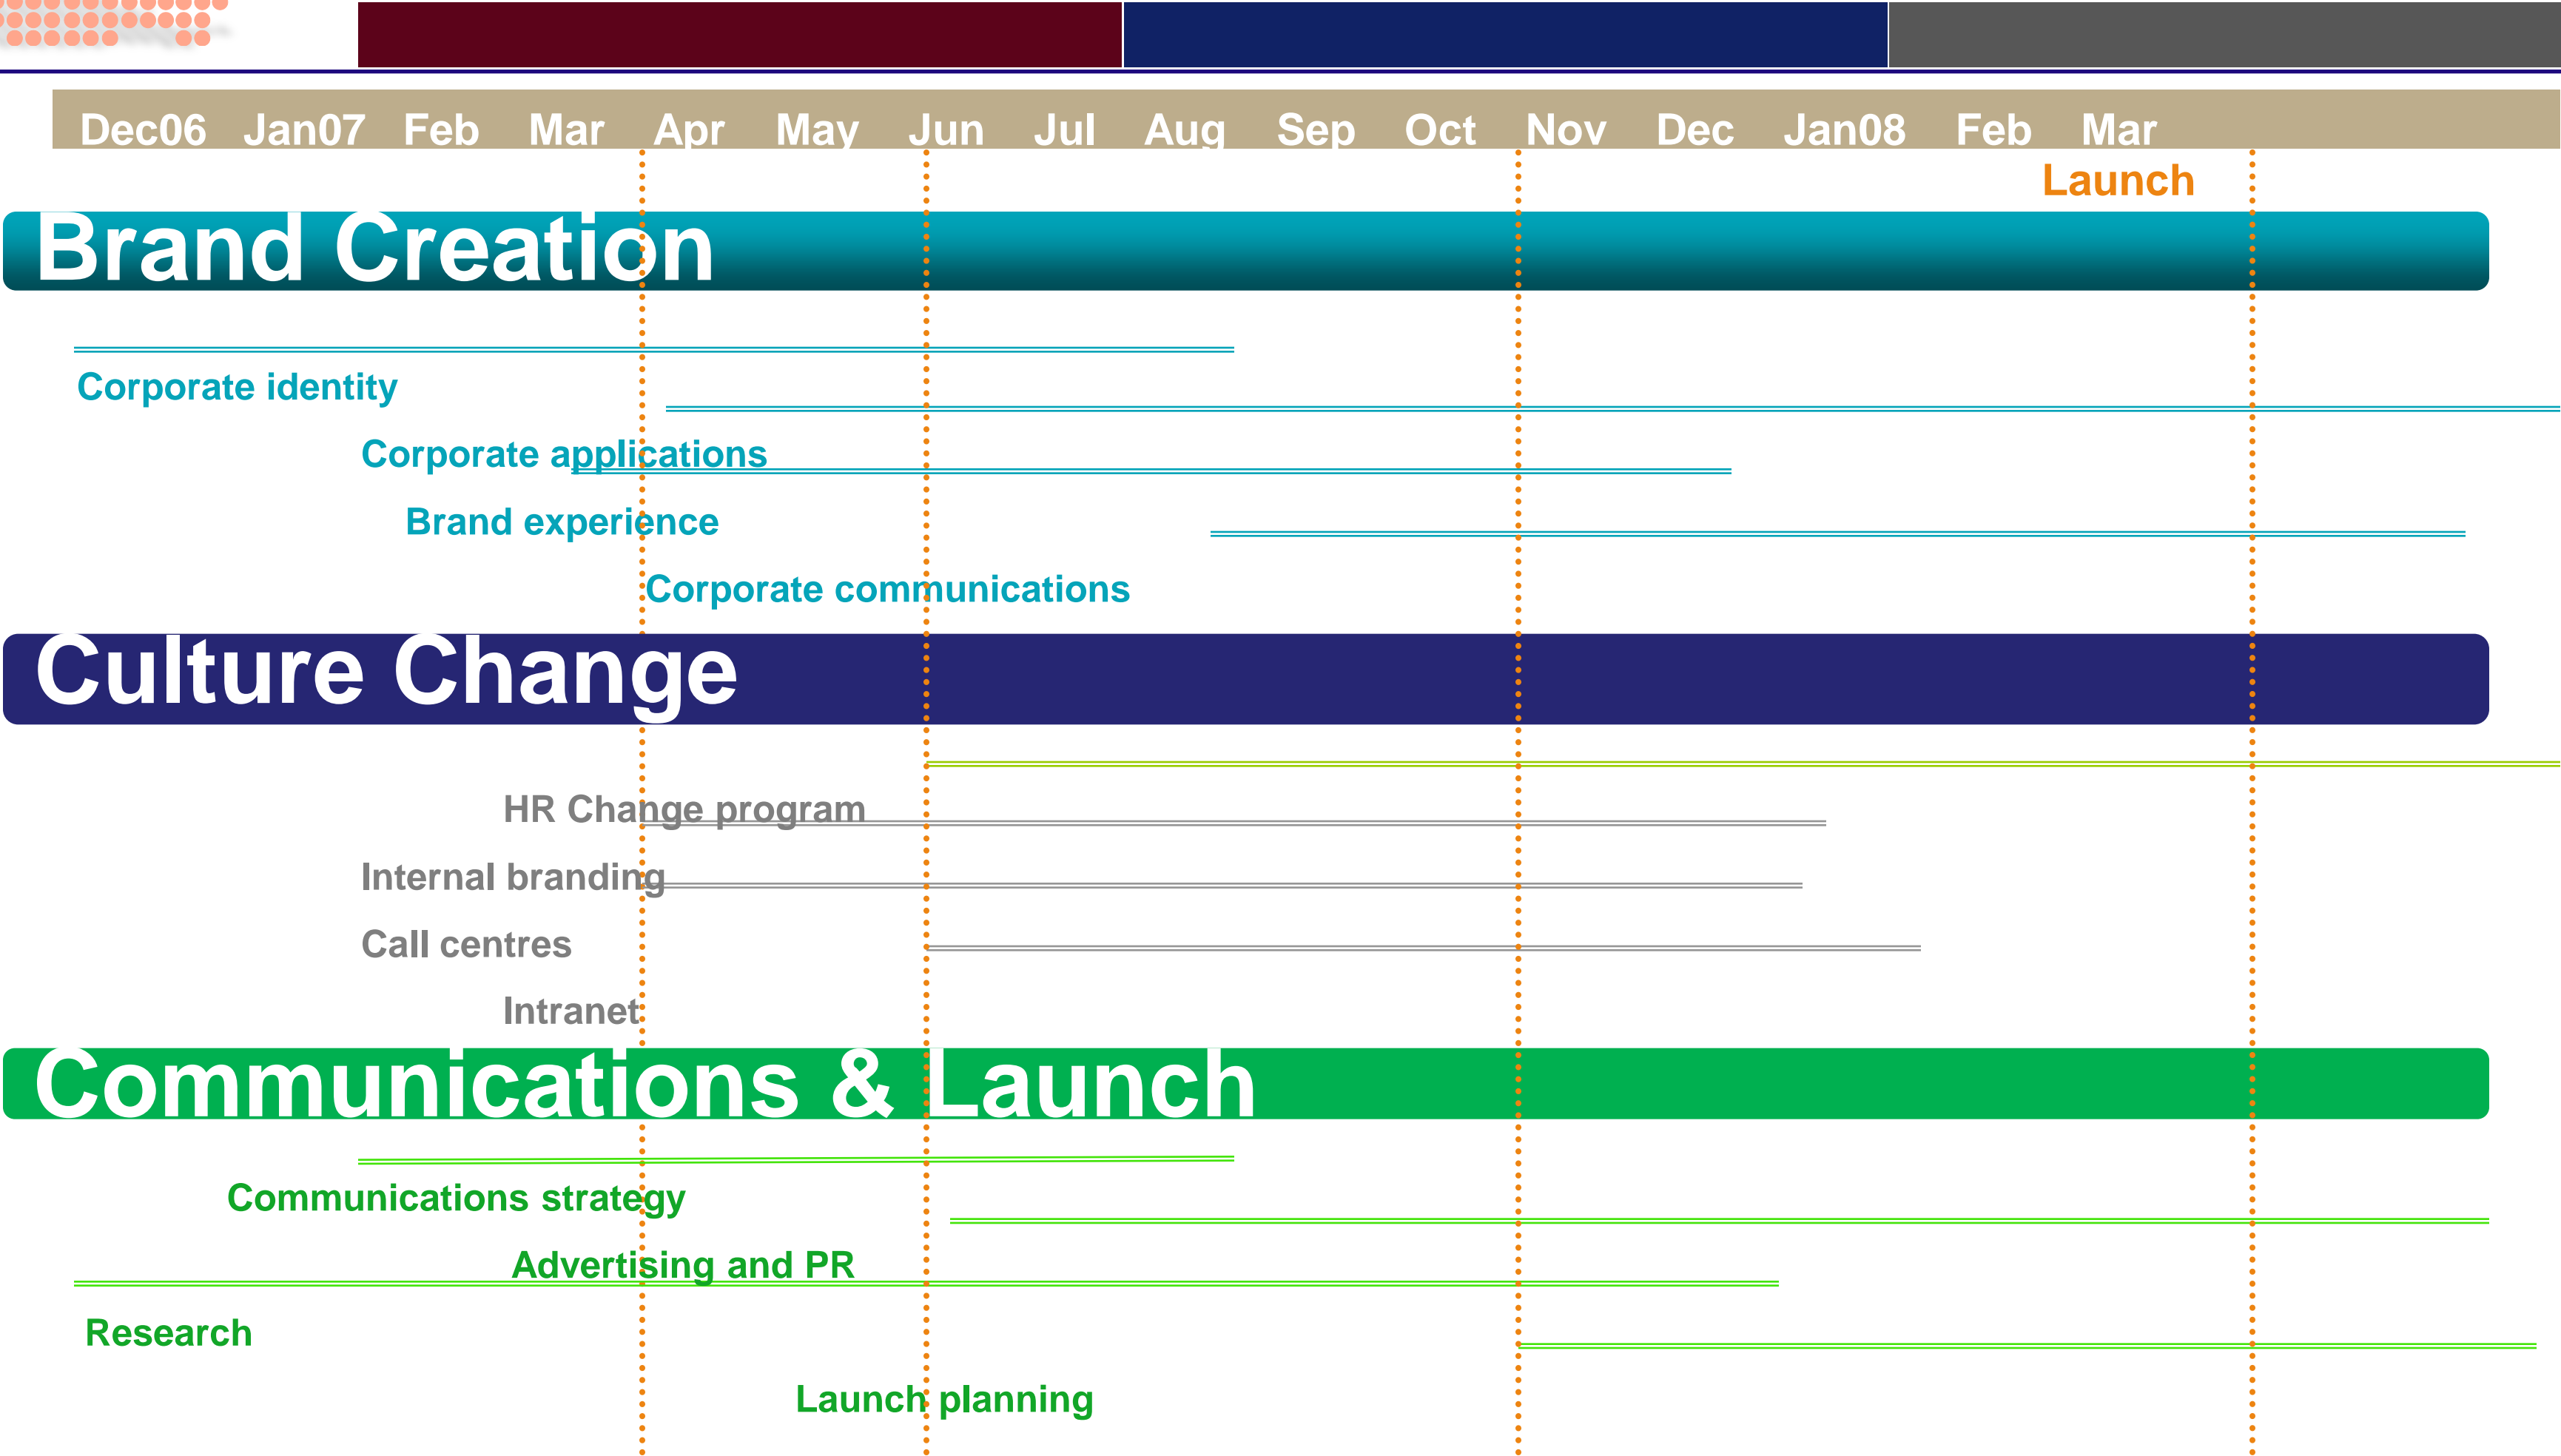 Dec06 Jan07 Feb Mar Apr May Jun Jul Aug Sep Oct Nov Dec Jan08 Feb Mar
Launch
Brand Creation
Corporate identity
Corporate applications
Brand experience
Corporate communications
Culture Change
HR Change program
Internal branding
Call centres
Intranet
Communications & Launch
Communications strategy
Advertising and PR
Research
Launch planning